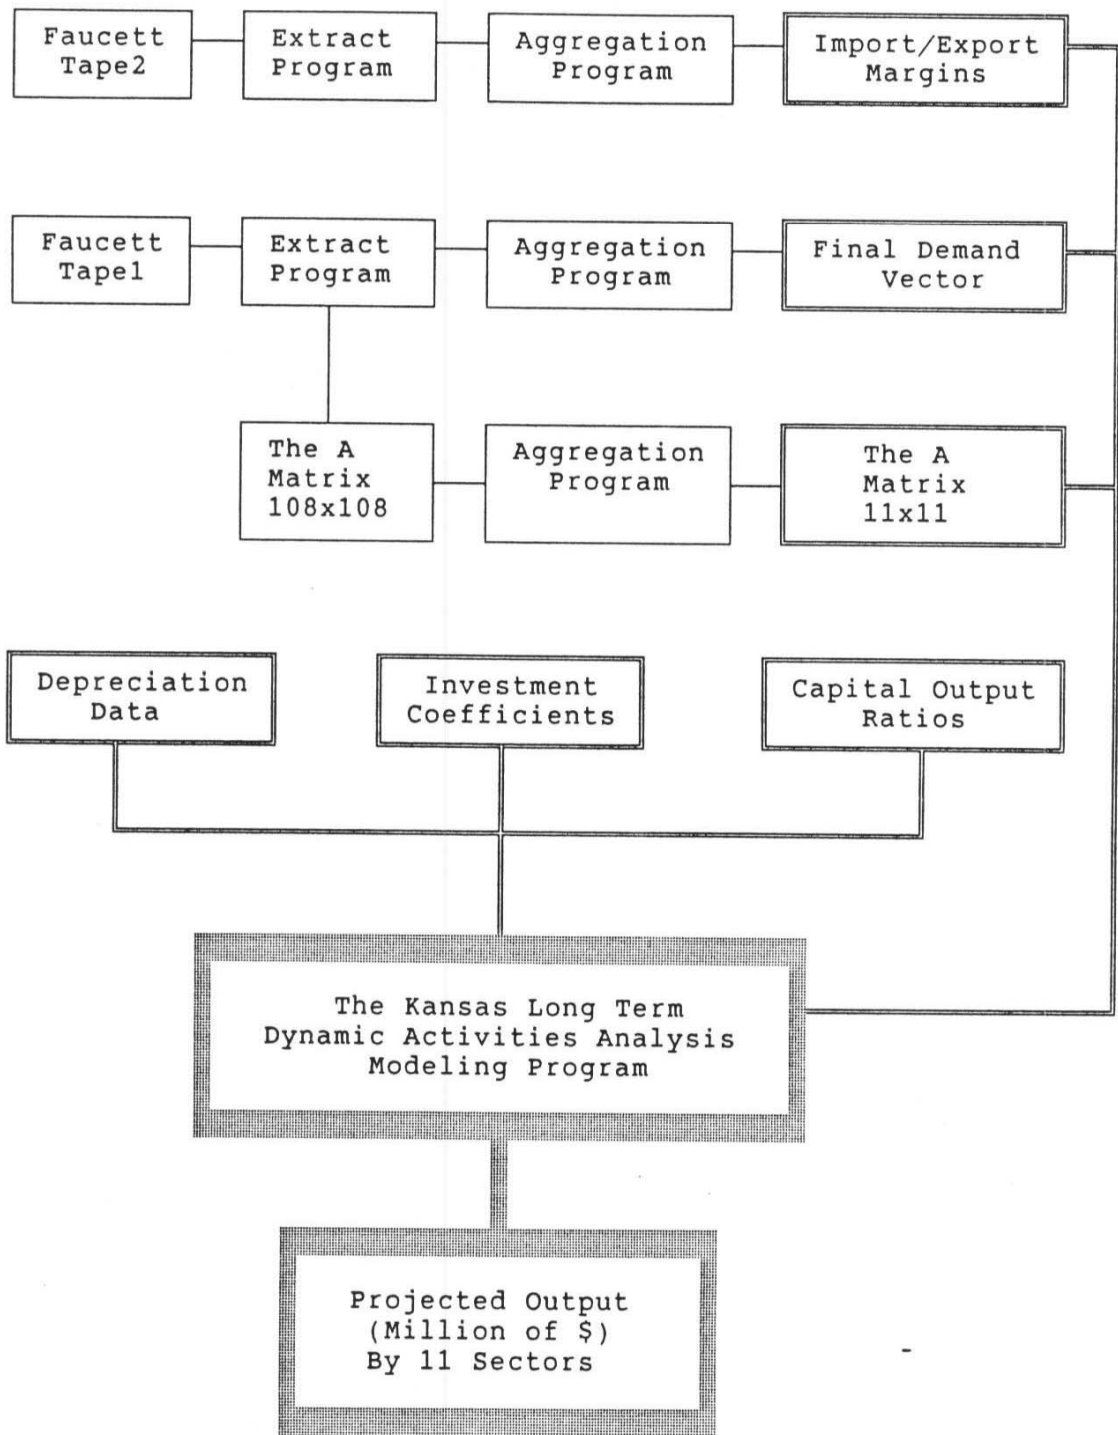 Faucett
Tape2
Extract
Program
Aggregation
Program
Import/Export
Margins
Faucett
Tape1
Extract
Program
Aggregation
Program
Final Demand
Vector
The A
Matrix
108x108
Aggregation
Program
The A
Matrix
11x11
Depreciation
Data
Investment
Coefficients
Capital Output
Ratios
The Kansas Long Term
Dynamic Activities Analysis
Modeling Program
Projected Output
(Million of $)
By 11 Sectors